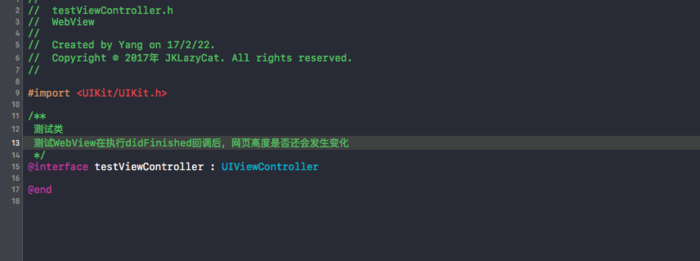 //
2 //  testViewController.h
3 //  WebView
4 //
5 //  Created by Yang on 17/2/22.
6 //  Copyright © 2017年 JKLazyCat. All rights reserved.
7 //
8
9 #import <UIKit/UIKit.h>
10
11 /**
12  测试类
13  测试WebView在执行didFinished回调后，网页高度是否还会发生变化
14  */
15 @interface testViewController : UIViewController
16
17 @end
18